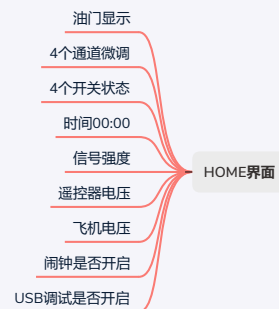 油门显示
4个通道微调
4个开关状态
时间00:00
信号强度
遥控器电压
飞机电压
闹钟是否开启
USB调试是否开启
HOME界面